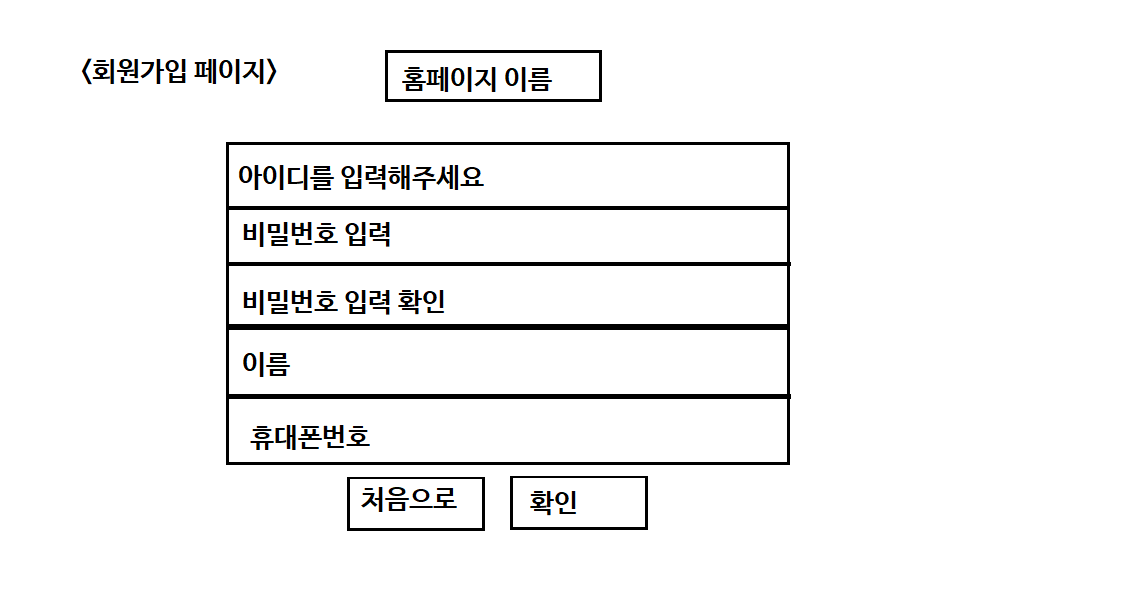 <회원가입 페이지>
홈페이지 이름
아이디를 입력해주세요
비밀번호 입력
비밀번호 입력 확인
이름
휴대폰번호
처음으로
확인